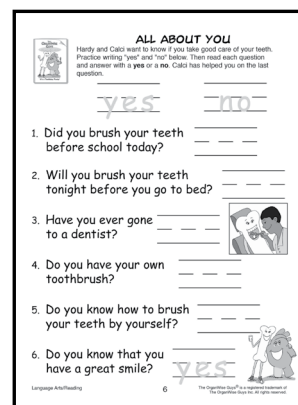 ALL ABOUT YOU
Hardy and Calci want to know if you take good care of your teeth.
Practice writing "yes" and "no" below. Then read each question
and answer with a yes or a no. Calci has helped you on the last
question.
yes no
1. Did you brush your teeth
before school today?
2. Will you brush your teeth
tonight before you go to bed?
3. Have you ever gone
to a dentist?
4. Do you have your own
toothbrush?
5. Do you know how to brush
your teeth by yourself?
6. Do you know that you
have a great smile?
yes
Language Arts/Reading
6
The OrganWise Guys® is a registered trademark of
The OrganWise Guys Inc. All rights reserved.